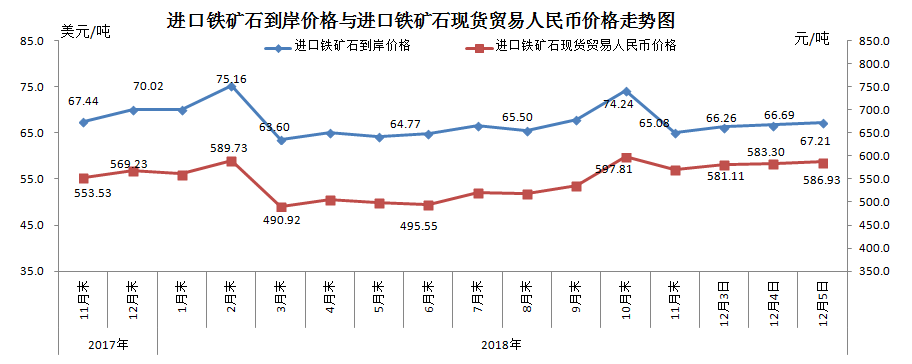 进口铁矿石到岸价格与进口铁矿石现货贸易人民币价格走势图
美元/吨
元/吨
进口铁矿石到岸价格
进口铁矿石现货贸易人民币价格
85.0
75.0
65.0
55.0
45.0
35.0
850.0
800.0
750.0
700.0
650.0
600.0
550.0
500.0
450.0
400.0
350.0
67.44
70.02
75.16
63.60
64.77
65.50
74.24
65.08
66.26
66.69
67.21
553.53
569.23
589.73
490.92
495.55
597.81
581.11
583.30
586.93
11月末
12月末
1月末
2月末
3月末
4月末
5月末
6月末
7月末
8月末
9月末
10月末
11月末
12月3日
12月4日
12月5日
2017年
2018年